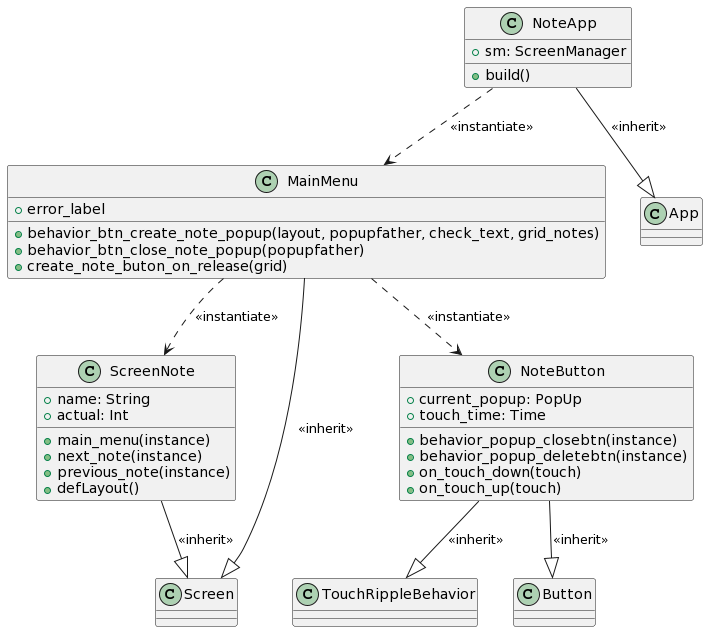 C NoteApp
sm: ScreenManager
build()
«instantiate»
«inherit»
C MainMenu
error_label
behavior_btn_create_note_popup(layout, popupfather, check_text, grid_notes)
behavior_btn_close_note_popup(popupfather)
create_note_buton_on_release(grid)
C App
«instantiate»
«instantiate»
C ScreenNote
name: String
actual: Int
main_menu(instance)
next_note(instance)
previous_note(instance)
defLayout()
«inherit»
C NoteButton
current_popup: PopUp
touch_time: Time
behavior_popup_closebtn(instance)
behavior_popup_deletebtn(instance)
on_touch_down(touch)
on_touch_up(touch)
«inherit»
«inherit»
«inherit»
C Screen
C TouchRippleBehavior
C Button